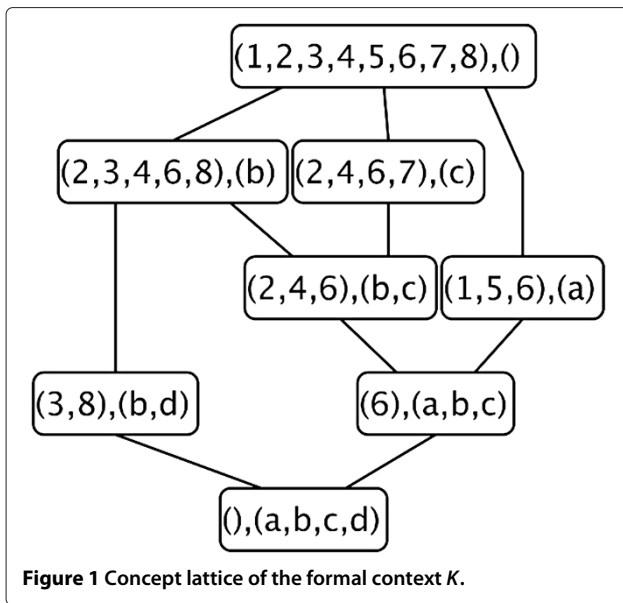 (1,2,3,4,5,6,7,8),()
(2,3,4,6,8),(b)
(2,4,6,7),(c)
(2,4,6),(b,c)
(1,5,6),(a)
(3,8),(b,d)
(6),(a,b,c)
(),(a,b,c,d)
Figure 1 Concept lattice of the formal context K.